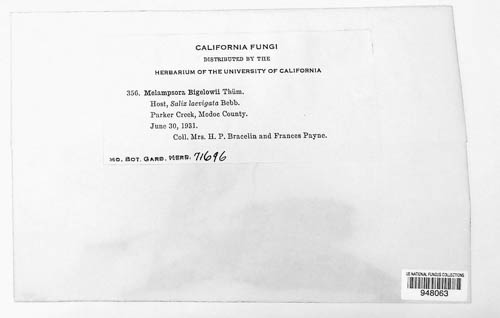 CALIFORNIA FUNGI
DISTRIBUTED BY THE
HERBARIUM OF THE UNIVERSITY OF CALIFORNIA
356. Melampsora Bigelowii Thüm.
Host, Salix laevigata Bebb.
Parker Creek, Modoc County.
June 30, 1931.
Coll. Mrs. H. P. Bracelin and Frances Payne.
MO. BOT. GARD. HERB. 71696
US NATIONAL FUNGUS COLLECTIONS
948063